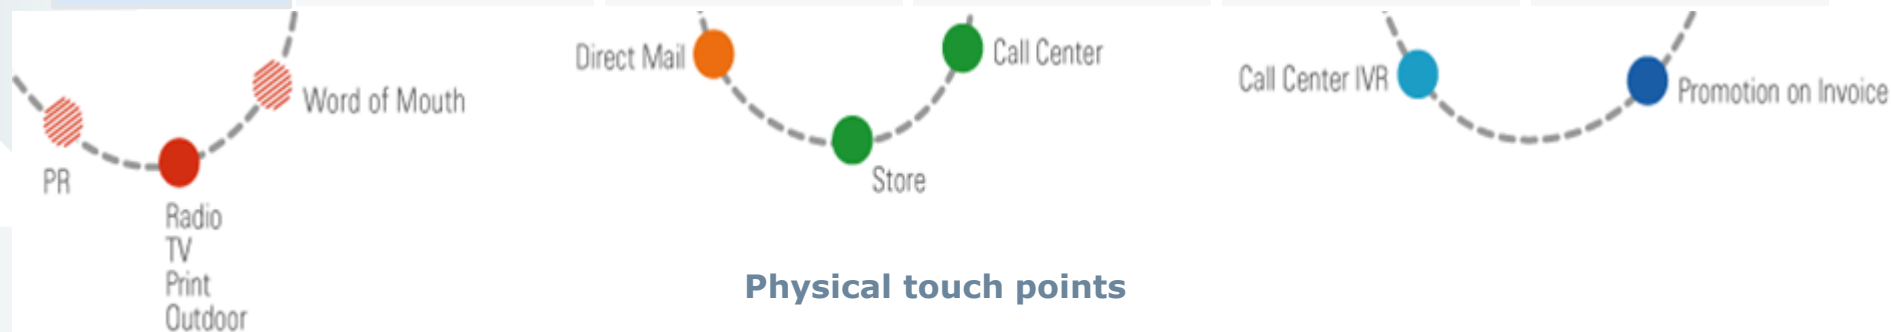 Direct Mail
Call Center
Call Center IVR
Promotion on Invoice
Word of Mouth
PR
Store
Radio
TV
Print
Outdoor
Physical touch points